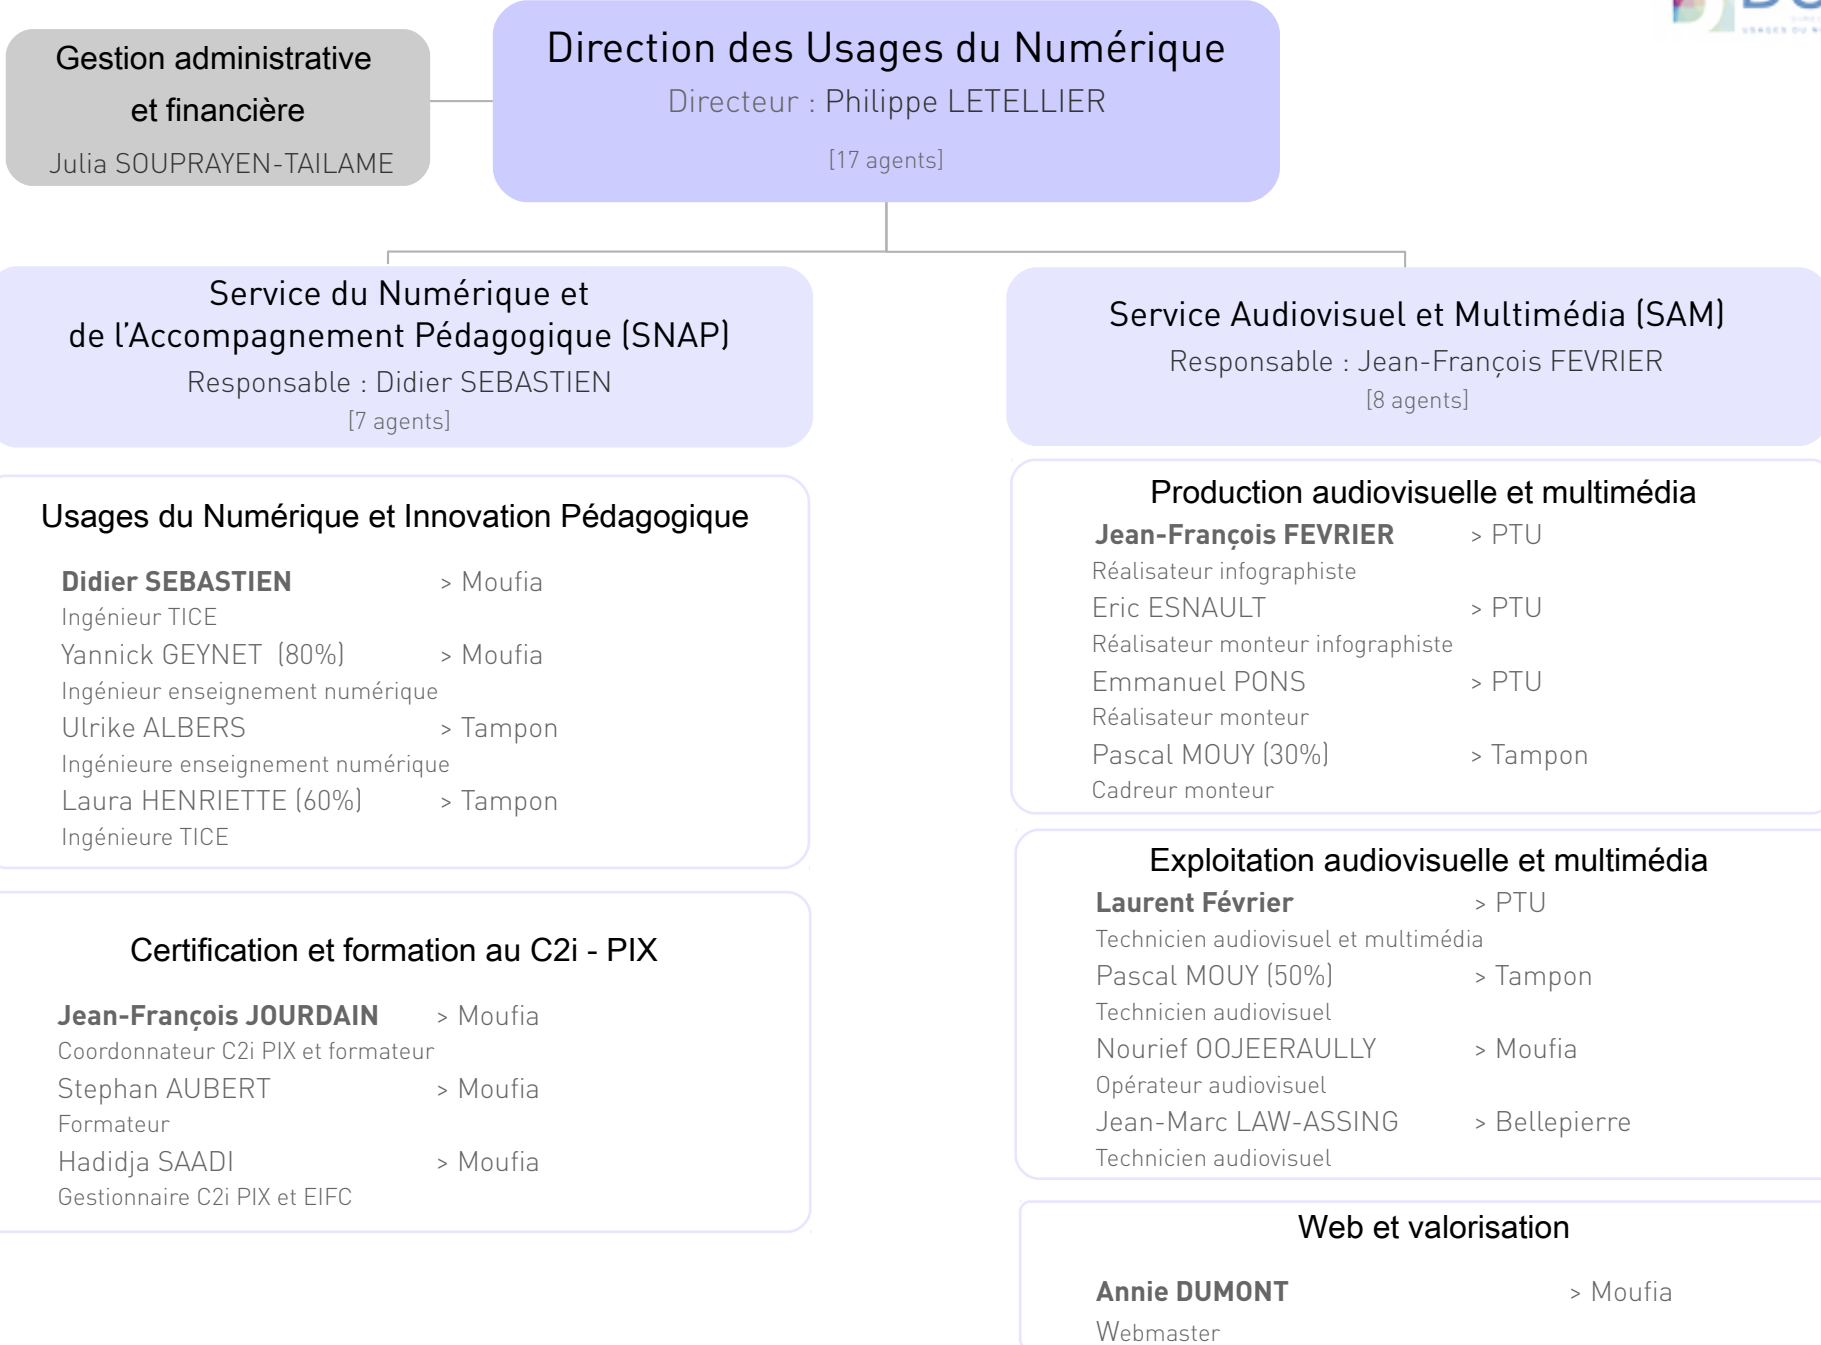 Gestion administrative
et financière
Julia SOUPRAYEN-TAILAME
Direction des Usages du Numérique
Directeur : Philippe LETELLIER
[17 agents]
Service du Numérique et
de l'Accompagnement Pédagogique (SNAP)
Responsable : Didier SEBASTIEN
[7 agents]
Usages du Numérique et Innovation Pédagogique
Didier SEBASTIEN > Moufia
Ingénieur TICE
Yannick GEYNET (80%) > Moufia
Ingénieur enseignement numérique
Ulrike ALBERS > Tampon
Ingénieure enseignement numérique
Laura HENRIETTE (60%) > Tampon
Ingénieure TICE
Certification et formation au C2i - PIX
Jean-François JOURDAIN > Moufia
Coordonnateur C2i PIX et formateur
Stephan AUBERT > Moufia
Formateur
Hadidja SAADI > Moufia
Gestionnaire C2i PIX et EIFC
Service Audiovisuel et Multimédia (SAM)
Responsable : Jean-François FEVRIER
[8 agents]
Production audiovisuelle et multimédia
Jean-François FEVRIER > PTU
Réalisateur infographiste
Eric ESNAULT > PTU
Réalisateur monteur infographiste
Emmanuel PONS > PTU
Réalisateur monteur
Pascal MOUY (30%) > Tampon
Cadreur monteur
Exploitation audiovisuelle et multimédia
Laurent Février > PTU
Technicien audiovisuel et multimédia
Pascal MOUY (50%) > Tampon
Technicien audiovisuel
Nourief OOJEERAULLY > Moufia
Opérateur audiovisuel
Jean-Marc LAW-ASSING > Bellepierre
Technicien audiovisuel
Web et valorisation
Annie DUMONT > Moufia
Webmaster